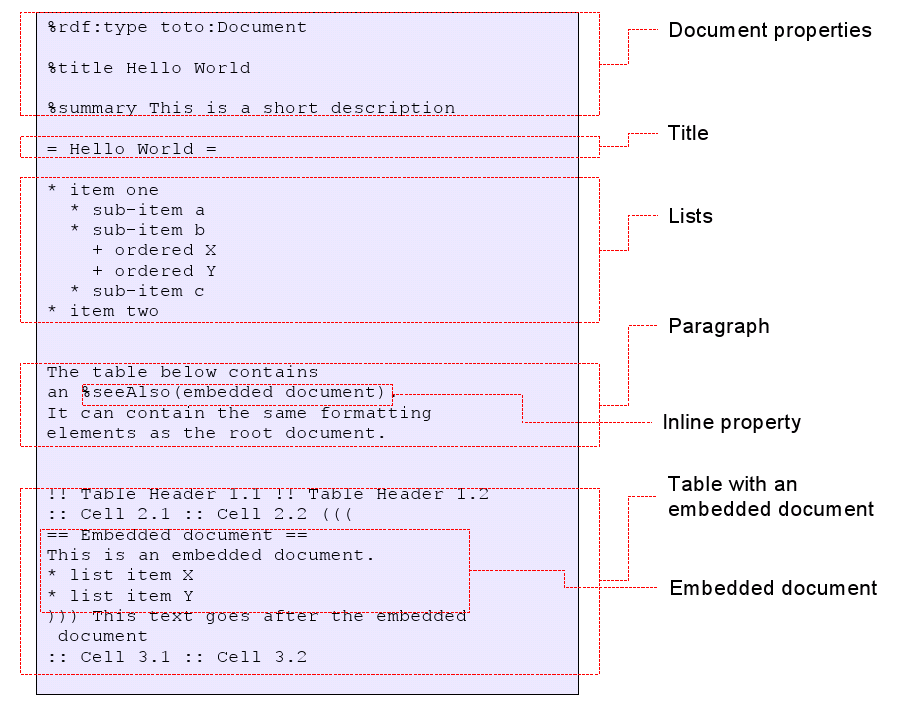 %rdf:type toto:Document
%title Hello World
%summary This is a short description
= Hello World =
* item one
* sub-item a
* sub-item b
+ ordered X
+ ordered Y
* sub-item c
* item two
The table below contains
an %seeAlso(embedded document).
It can contain the same formatting
elements as the root document.
!! Table Header 1.1 !! Table Header 1.2
:: Cell 2.1 :: Cell 2.2 (((
== Embedded document ==
This is an embedded document.
* list item X
* list item Y
))) This text goes after the embedded
document
:: Cell 3.1 :: Cell 3.2
Document properties
Title
Lists
Paragraph
Inline property
Table with an
embedded document
Embedded document